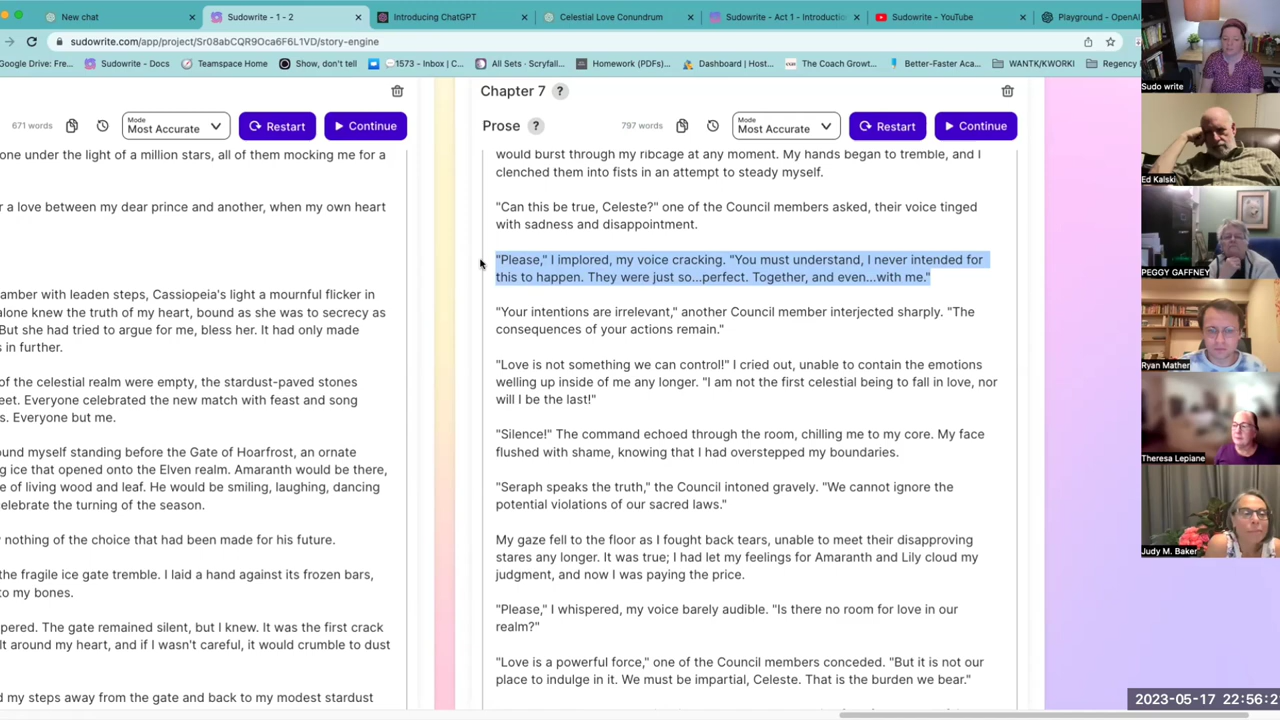 New chat
Sudowrite - 1 - 2
Introducing ChatGPT
Celestial Love Conundrum
Sudowrite - Act 1 - Introductio
Sudowrite - YouTube
Playground - OpenAI
sudowrite.com/app/project/Sr08abCQR9Oca6F6L1VD/story-engine
Google Drive: Fre...
Sudowrite - Docs
Teamspace Home
Show, don't tell
1573 - Inbox | C...
All Sets · Scryfall...
Homework (PDFs)...
Dashboard | Host...
The Coach Growt...
Better-Faster Aca...
WANTK/KWORKI
Regency
Chapter 7 ?
671 words
Mode
Most Accurate
Restart
Continue
Prose ?
797 words
Mode
Most Accurate
Restart
Continue
one under the light of a million stars, all of them mocking me for a
r a love between my dear prince and another, when my own heart
amber with leaden steps, Cassiopeia's light a mournful flicker in
alone knew the truth of my heart, bound as she was to secrecy as
But she had tried to argue for me, bless her. It had only made
s in further.
of the celestial realm were empty, the stardust-paved stones
eet. Everyone celebrated the new match with feast and song
s. Everyone but me.
ound myself standing before the Gate of Hoarfrost, an ornate
g ice that opened onto the Elven realm. Amaranth would be there,
e of living wood and leaf. He would be smiling, laughing, dancing
elebrate the turning of the season.
nothing of the choice that had been made for his future.
the fragile ice gate tremble. I laid a hand against its frozen bars,
to my bones.
pered. The gate remained silent, but I knew. It was the first crack
lt around my heart, and if I wasn't careful, it would crumble to dust
d my steps away from the gate and back to my modest stardust
would burst through my ribcage at any moment. My hands began to tremble, and I
clenched them into fists in an attempt to steady myself.
"Can this be true, Celeste?" one of the Council members asked, their voice tinged
with sadness and disappointment.
"Please," I implored, my voice cracking. "You must understand, I never intended for
this to happen. They were just so...perfect. Together, and even...with me."
"Your intentions are irrelevant," another Council member interjected sharply. "The
consequences of your actions remain."
"Love is not something we can control!" I cried out, unable to contain the emotions
welling up inside of me any longer. "I am not the first celestial being to fall in love, nor
will I be the last!"
"Silence!" The command echoed through the room, chilling me to my core. My face
flushed with shame, knowing that I had overstepped my boundaries.
"Seraph speaks the truth," the Council intoned gravely. "We cannot ignore the
potential violations of our sacred laws."
My gaze fell to the floor as I fought back tears, unable to meet their disapproving
stares any longer. It was true; I had let my feelings for Amaranth and Lily cloud my
judgment, and now I was paying the price.
"Please," I whispered, my voice barely audible. "Is there no room for love in our
realm?"
"Love is a powerful force," one of the Council members conceded. "But it is not our
place to indulge in it. We must be impartial, Celeste. That is the burden we bear."
Sudo write
Ed Kalski
PEGGY GAFFNEY
Ryan Mather
Theresa Lepiane
Judy M. Baker
2023-05-17 22:56:2